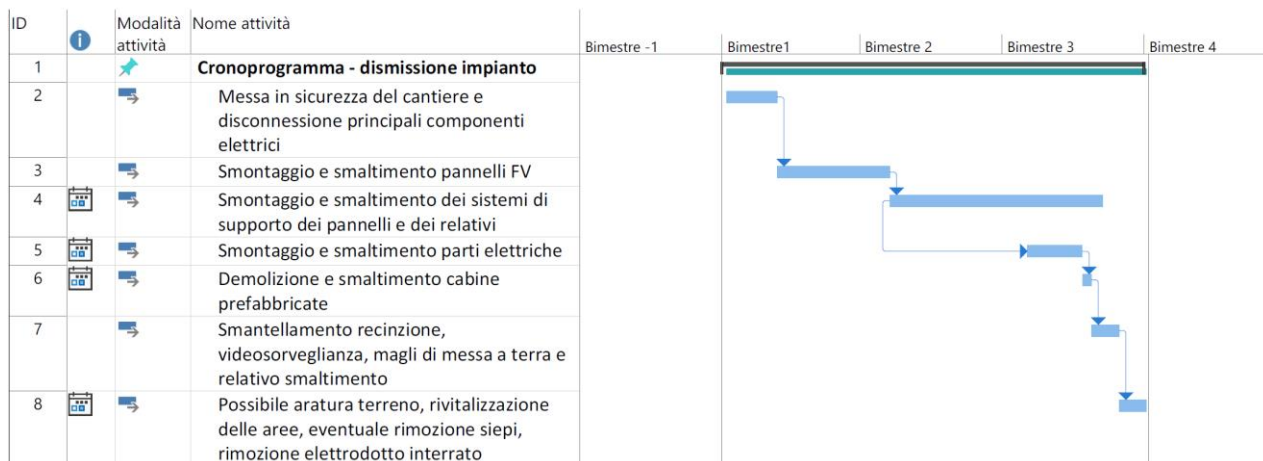 ID
Modalità attività
Nome attività
Bimestre -1
Bimestre1
Bimestre 2
Bimestre 3
Bimestre 4
1
Cronoprogramma - dismissione impianto
2
Messa in sicurezza del cantiere e
disconnessione principali componenti
elettrici
3
Smontaggio e smaltimento pannelli FV
4
Smontaggio e smaltimento dei sistemi di
supporto dei pannelli e dei relativi
5
Smontaggio e smaltimento parti elettriche
6
Demolizione e smaltimento cabine
prefabbricate
7
Smantellamento recinzione,
videosorveglianza, magli di messa a terra e
relativo smaltimento
8
Possibile aratura terreno, rivitalizzazione
delle aree, eventuale rimozione siepi,
rimozione elettrodotto interrato